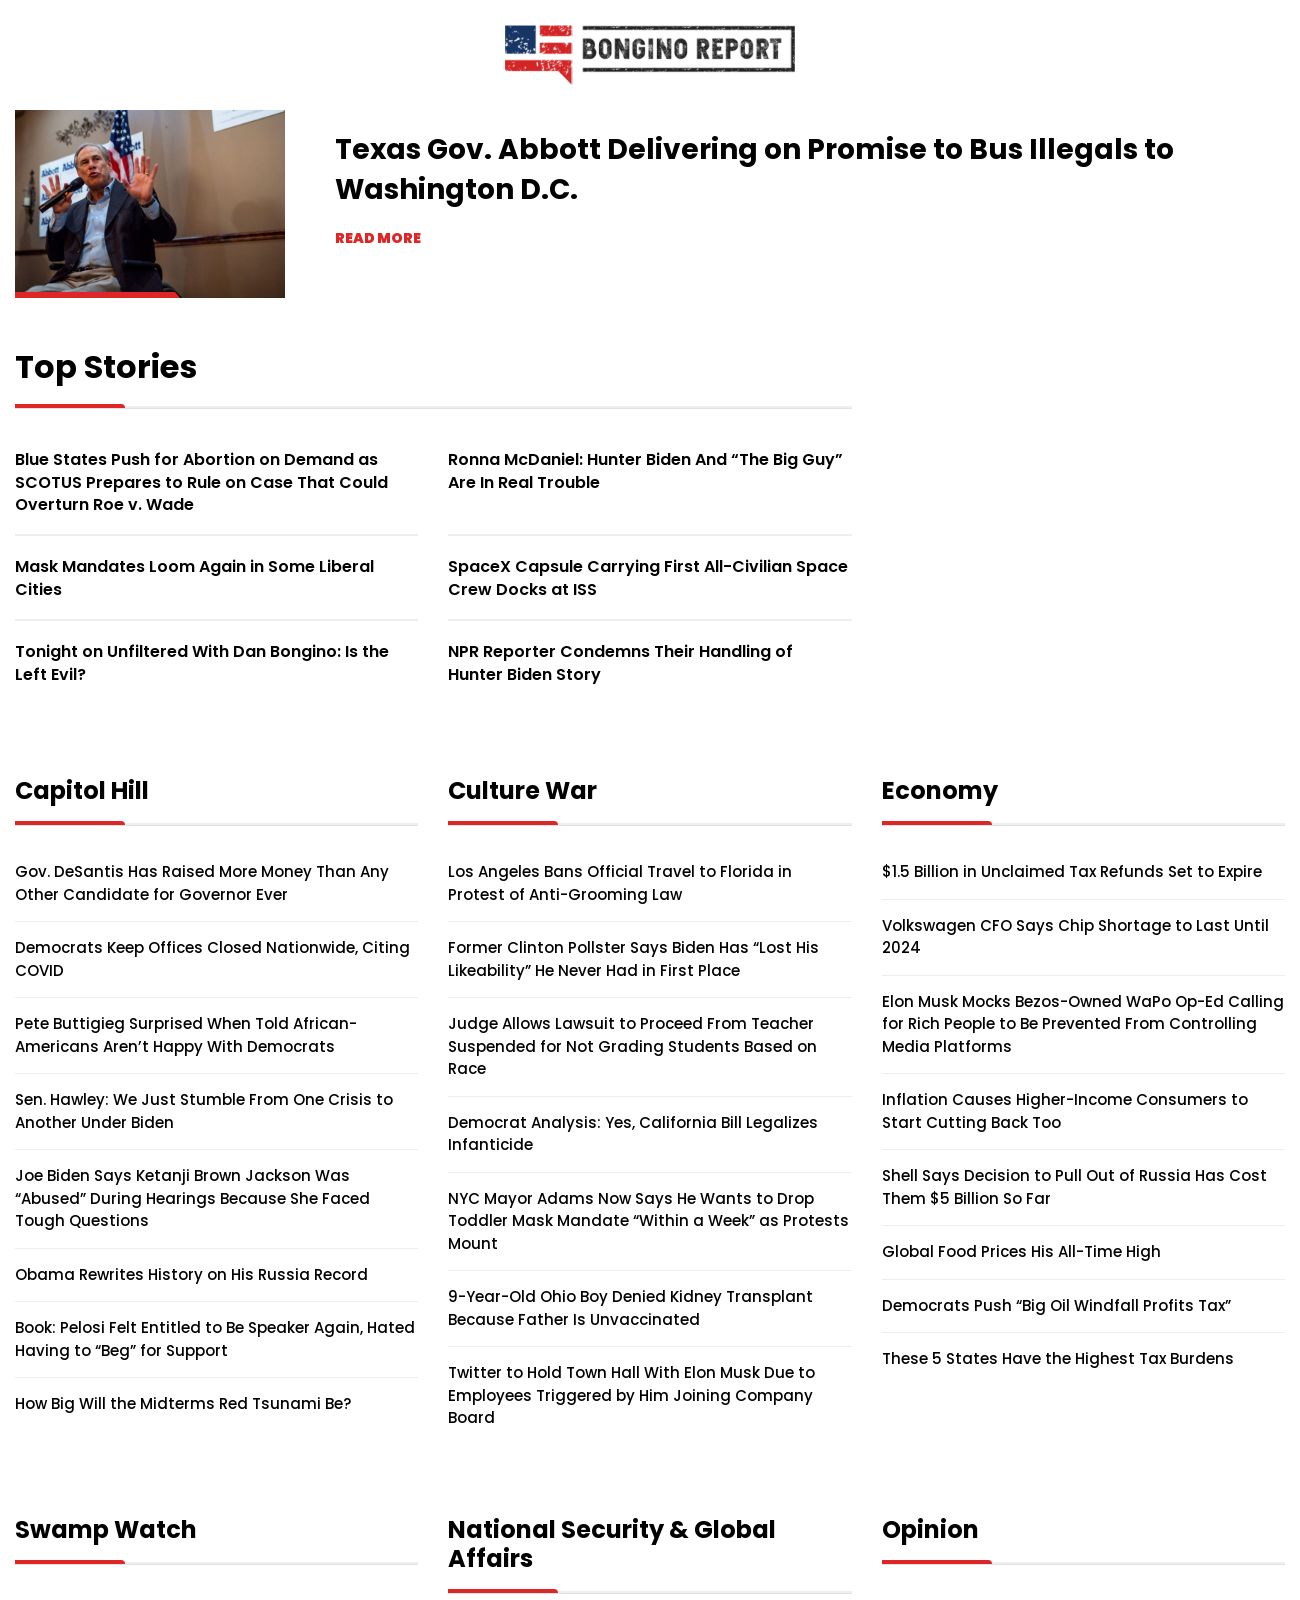 BONGINO REPORT
Abbott Abbott
Texas Gov. Abbott Delivering on Promise to Bus Illegals to
Washington D.C.
READ MORE
Top Stories
Blue States Push for Abortion on Demand as
SCOTUS Prepares to Rule on Case That Could
Overturn Roe v. Wade
Ronna McDaniel: Hunter Biden And “The Big Guy”
Are In Real Trouble
Mask Mandates Loom Again in Some Liberal
Cities
SpaceX Capsule Carrying First All-Civilian Space
Crew Docks at ISS
Tonight on Unfiltered With Dan Bongino: Is the
Left Evil?
NPR Reporter Condemns Their Handling of
Hunter Biden Story
Capitol Hill
Gov. DeSantis Has Raised More Money Than Any
Other Candidate for Governor Ever
Democrats Keep Offices Closed Nationwide, Citing
COVID
Pete Buttigieg Surprised When Told African-
Americans Aren’t Happy With Democrats
Sen. Hawley: We Just Stumble From One Crisis to
Another Under Biden
Joe Biden Says Ketanji Brown Jackson Was
“Abused” During Hearings Because She Faced
Tough Questions
Obama Rewrites History on His Russia Record
Book: Pelosi Felt Entitled to Be Speaker Again, Hated
Having to “Beg” for Support
How Big Will the Midterms Red Tsunami Be?
Culture War
Los Angeles Bans Official Travel to Florida in
Protest of Anti-Grooming Law
Former Clinton Pollster Says Biden Has “Lost His
Likeability” He Never Had in First Place
Judge Allows Lawsuit to Proceed From Teacher
Suspended for Not Grading Students Based on
Race
Democrat Analysis: Yes, California Bill Legalizes
Infanticide
NYC Mayor Adams Now Says He Wants to Drop
Toddler Mask Mandate “Within a Week” as Protests
Mount
9-Year-Old Ohio Boy Denied Kidney Transplant
Because Father Is Unvaccinated
Twitter to Hold Town Hall With Elon Musk Due to
Employees Triggered by Him Joining Company
Board
Economy
$1.5 Billion in Unclaimed Tax Refunds Set to Expire
Volkswagen CFO Says Chip Shortage to Last Until
2024
Elon Musk Mocks Bezos-Owned WaPo Op-Ed Calling
for Rich People to Be Prevented From Controlling
Media Platforms
Inflation Causes Higher-Income Consumers to
Start Cutting Back Too
Shell Says Decision to Pull Out of Russia Has Cost
Them $5 Billion So Far
Global Food Prices His All-Time High
Democrats Push “Big Oil Windfall Profits Tax”
These 5 States Have the Highest Tax Burdens
Swamp Watch
National Security & Global
Affairs
Opinion